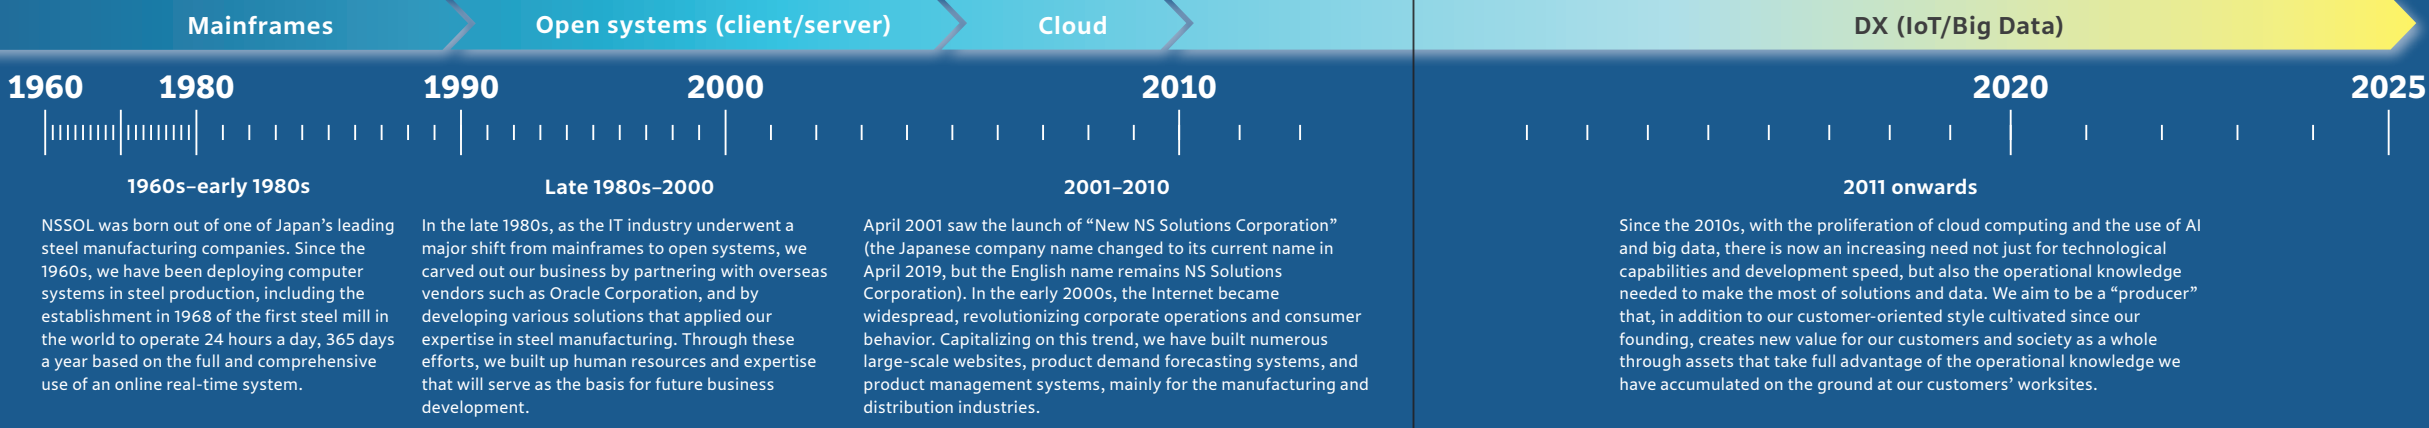 Mainframes
Open systems (client/server)
Cloud
DX (IoT/Big Data)
1960
1980
1990
2000
2010
2020
2025
1960s–early 1980s
NSSOL was born out of one of Japan’s leading
steel manufacturing companies. Since the
1960s, we have been deploying computer
systems in steel production, including the
establishment in 1968 of the first steel mill in
the world to operate 24 hours a day, 365 days
a year based on the full and comprehensive
use of an online real-time system.
Late 1980s–2000
In the late 1980s, as the IT industry underwent a
major shift from mainframes to open systems, we
carved out our business by partnering with overseas
vendors such as Oracle Corporation, and by
developing various solutions that applied our
expertise in steel manufacturing. Through these
efforts, we built up human resources and expertise
that will serve as the basis for future business
development.
2001–2010
April 2001 saw the launch of “New NS Solutions Corporation”
(the Japanese company name changed to its current name in
April 2019, but the English name remains NS Solutions
Corporation). In the early 2000s, the Internet became
widespread, revolutionizing corporate operations and consumer
behavior. Capitalizing on this trend, we have built numerous
large-scale websites, product demand forecasting systems, and
product management systems, mainly for the manufacturing and
distribution industries.
2011 onwards
Since the 2010s, with the proliferation of cloud computing and the use of AI
and big data, there is now an increasing need not just for technological
capabilities and development speed, but also the operational knowledge
needed to make the most of solutions and data. We aim to be a “producer”
that, in addition to our customer-oriented style cultivated since our
founding, creates new value for our customers and society as a whole
through assets that take full advantage of the operational knowledge we
have accumulated on the ground at our customers’ worksites.